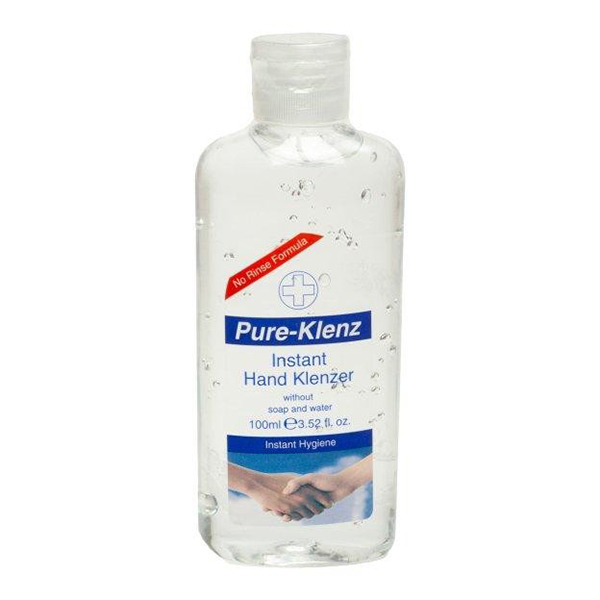 No Rinse Formula
Pure-Klenz
Instant
Hand Klenzer
without
soap and water
100ml ℮ 3.52 fl. oz.
Instant Hygiene